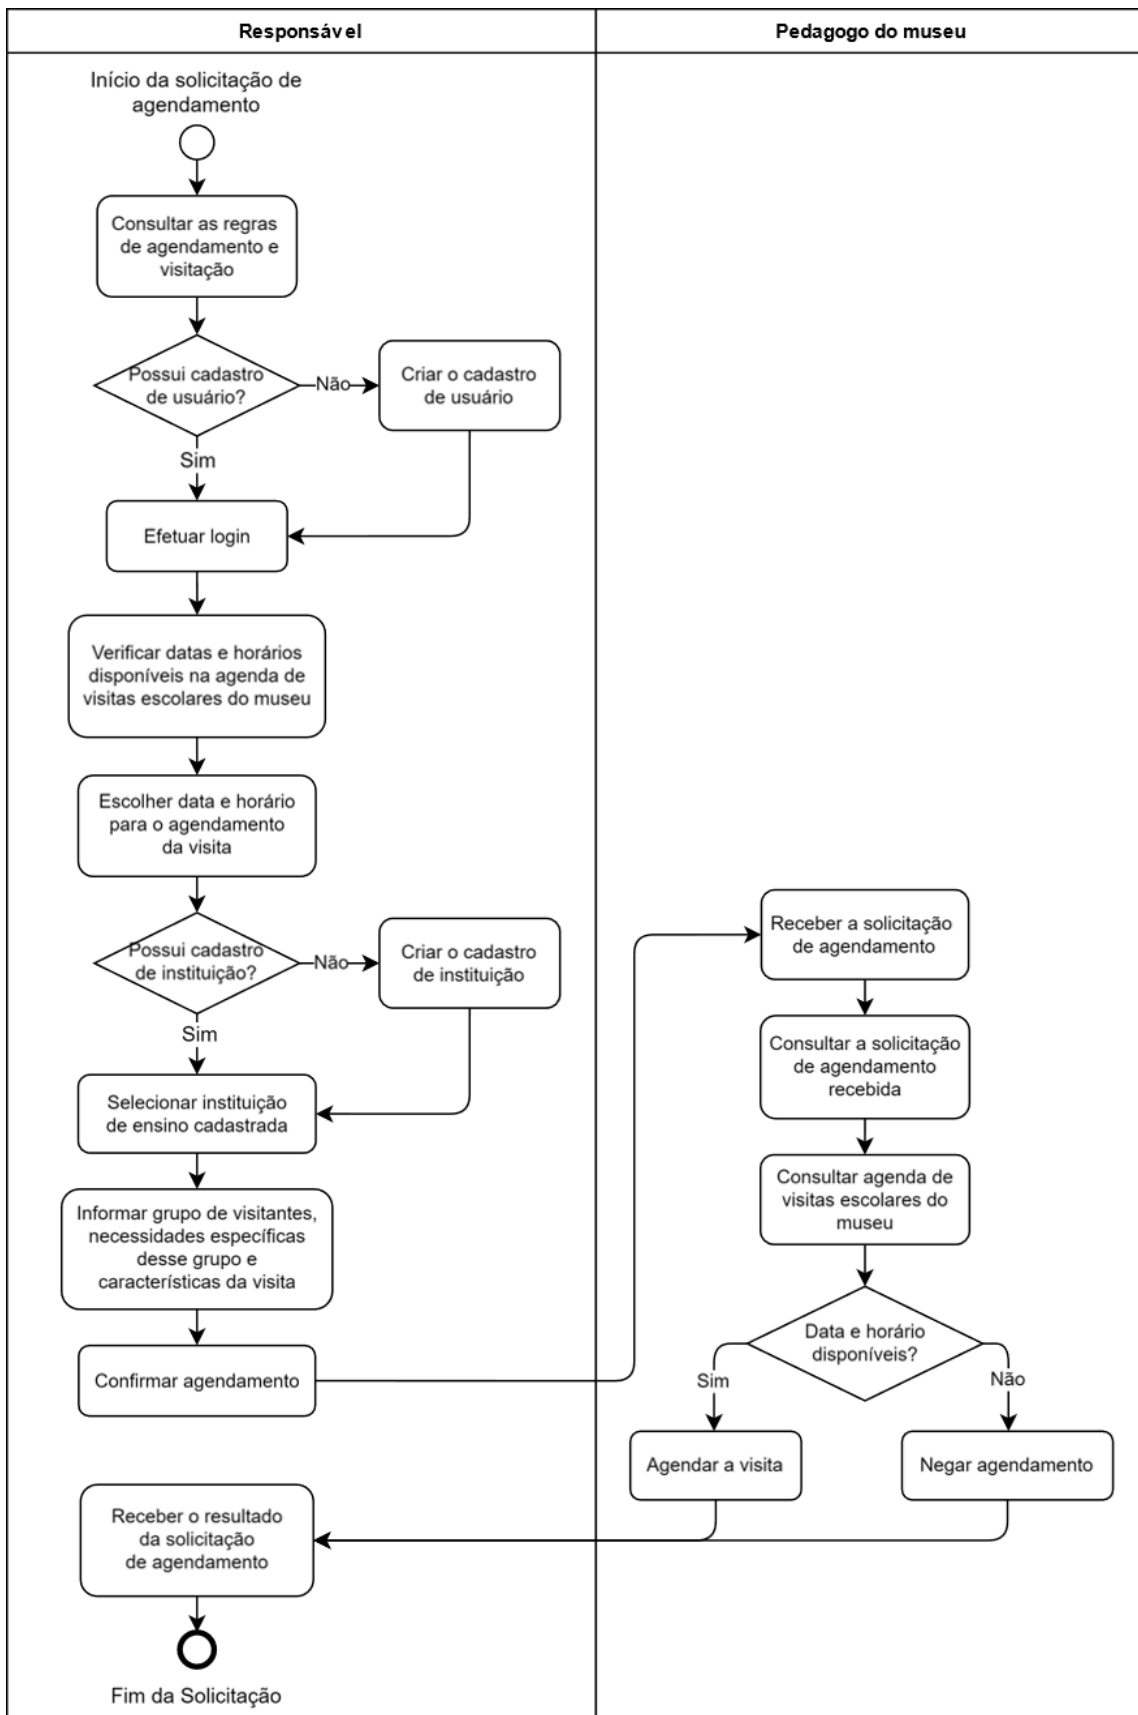 Responsável
Pedagogo do museu
Início da solicitação de
agendamento
Consultar as regras
de agendamento e
visitação
Possui cadastro
de usuário?
Não
Criar o cadastro
de usuário
Sim
Efetuar login
Verificar datas e horários
disponíveis na agenda de
visitas escolares do museu
Escolher data e horário
para o agendamento
da visita
Possui cadastro
de instituição?
Não
Criar o cadastro
de instituição
Sim
Selecionar instituição
de ensino cadastrada
Informar grupo de visitantes,
necessidades específicas
desse grupo e
características da visita
Confirmar agendamento
Receber a solicitação
de agendamento
Consultar a solicitação
de agendamento
recebida
Consultar agenda de
visitas escolares do
museu
Data e horário
disponíveis?
Sim
Não
Agendar a visita
Negar agendamento
Receber o resultado
da solicitação
de agendamento
Fim da Solicitação